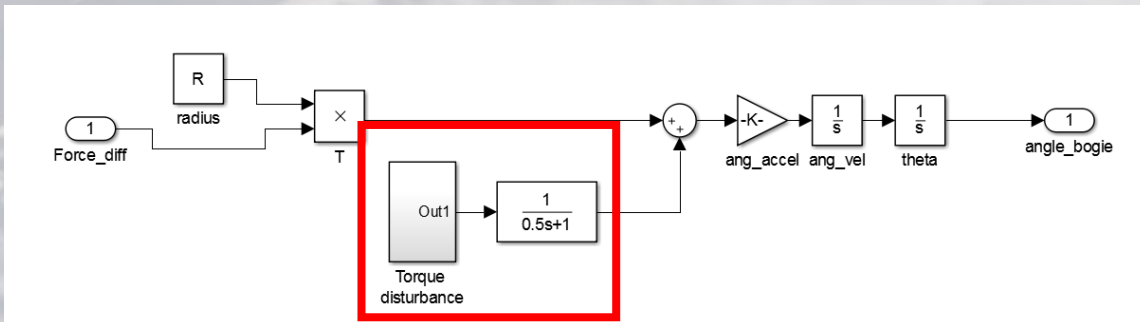 R
radius
1
Force_diff
×
T
Out1
Torque
disturbance
1
0.5s+1
+
+
-K-
ang_accel
1
s
ang_vel
1
s
theta
1
angle_bogie